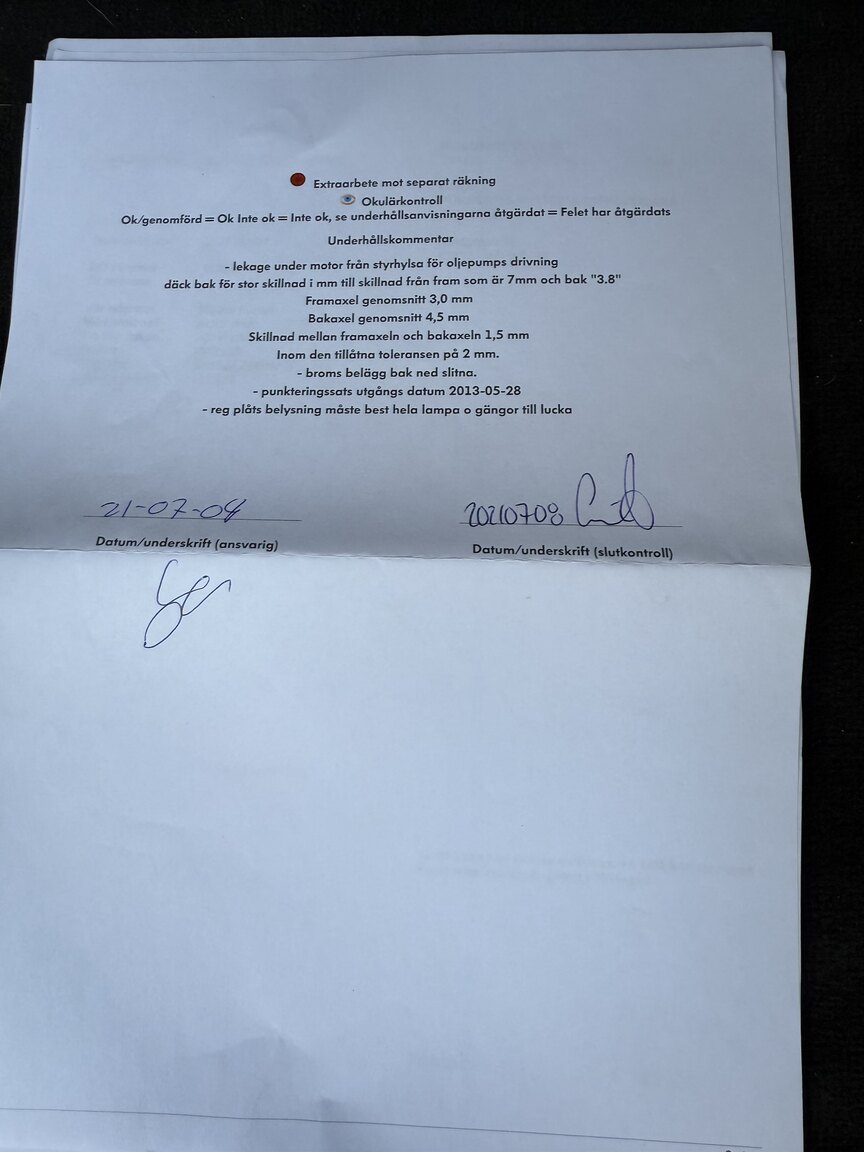 Extraarbete mot separat räkning
Okulärkontroll
Ok/genomförd = Ok Inte ok = Inte ok, se underhållsanvisningarna åtgärdat = Felet har åtgärdats
Underhållskommentar
- lekage under motor från styrhylsa för oljepumps drivning
däck bak för stor skillnad i mm till skillnad från fram som är 7mm och bak "3.8"
Framaxel genomsnitt 3,0 mm
Bakaxel genomsnitt 4,5 mm
Skillnad mellan framaxeln och bakaxeln 1,5 mm
Inom den tillåtna toleransen på 2 mm.
- broms belägg bak ned slitna.
- punkteringssats utgångs datum 2013-05-28
- reg plåts belysning måste best hela lampa o gängor till lucka
21-07-08 20210708
Datum/underskrift (ansvarig) Datum/underskrift (slutkontroll)